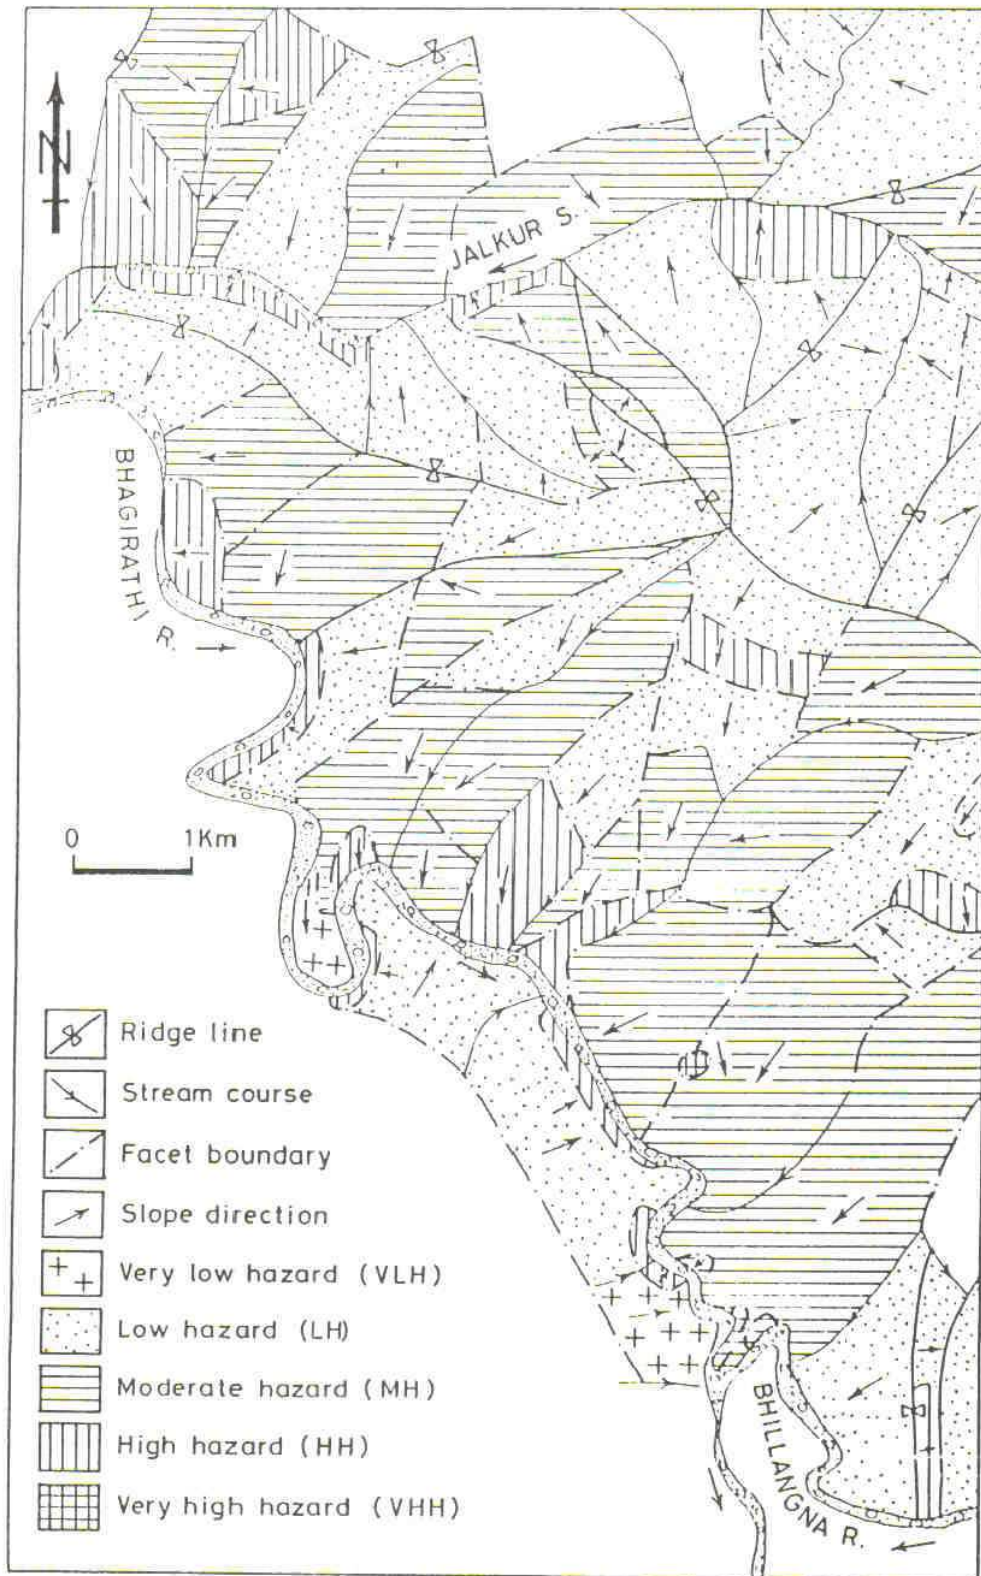 N
JALKUR S.
BHAGIRATHI R.
0 1Km
Ridge line
Stream course
Facet boundary
Slope direction
Very low hazard (VLH)
Low hazard (LH)
Moderate hazard (MH)
High hazard (HH)
Very high hazard (VHH)
BHILLANGNA R.